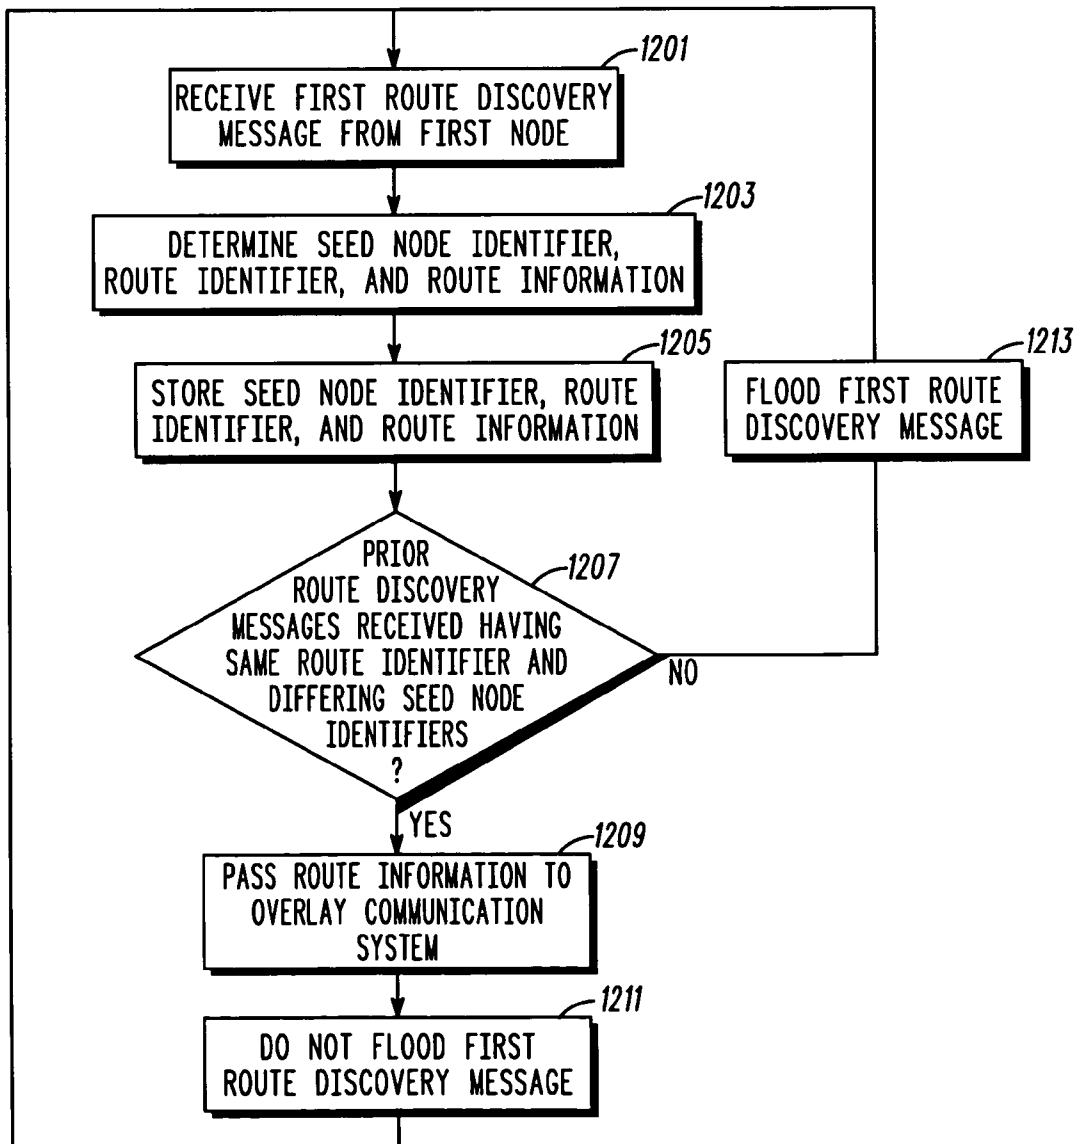 1201
RECEIVE FIRST ROUTE DISCOVERY
MESSAGE FROM FIRST NODE
1203
DETERMINE SEED NODE IDENTIFIER,
ROUTE IDENTIFIER, AND ROUTE INFORMATION
1205
STORE SEED NODE IDENTIFIER, ROUTE
IDENTIFIER, AND ROUTE INFORMATION
1213
FLOOD FIRST ROUTE
DISCOVERY MESSAGE
1207
PRIOR
ROUTE DISCOVERY
MESSAGES RECEIVED HAVING
SAME ROUTE IDENTIFIER AND
DIFFERING SEED NODE
IDENTIFIERS
?
NO
YES
1209
PASS ROUTE INFORMATION TO
OVERLAY COMMUNICATION
SYSTEM
1211
DO NOT FLOOD FIRST
ROUTE DISCOVERY MESSAGE